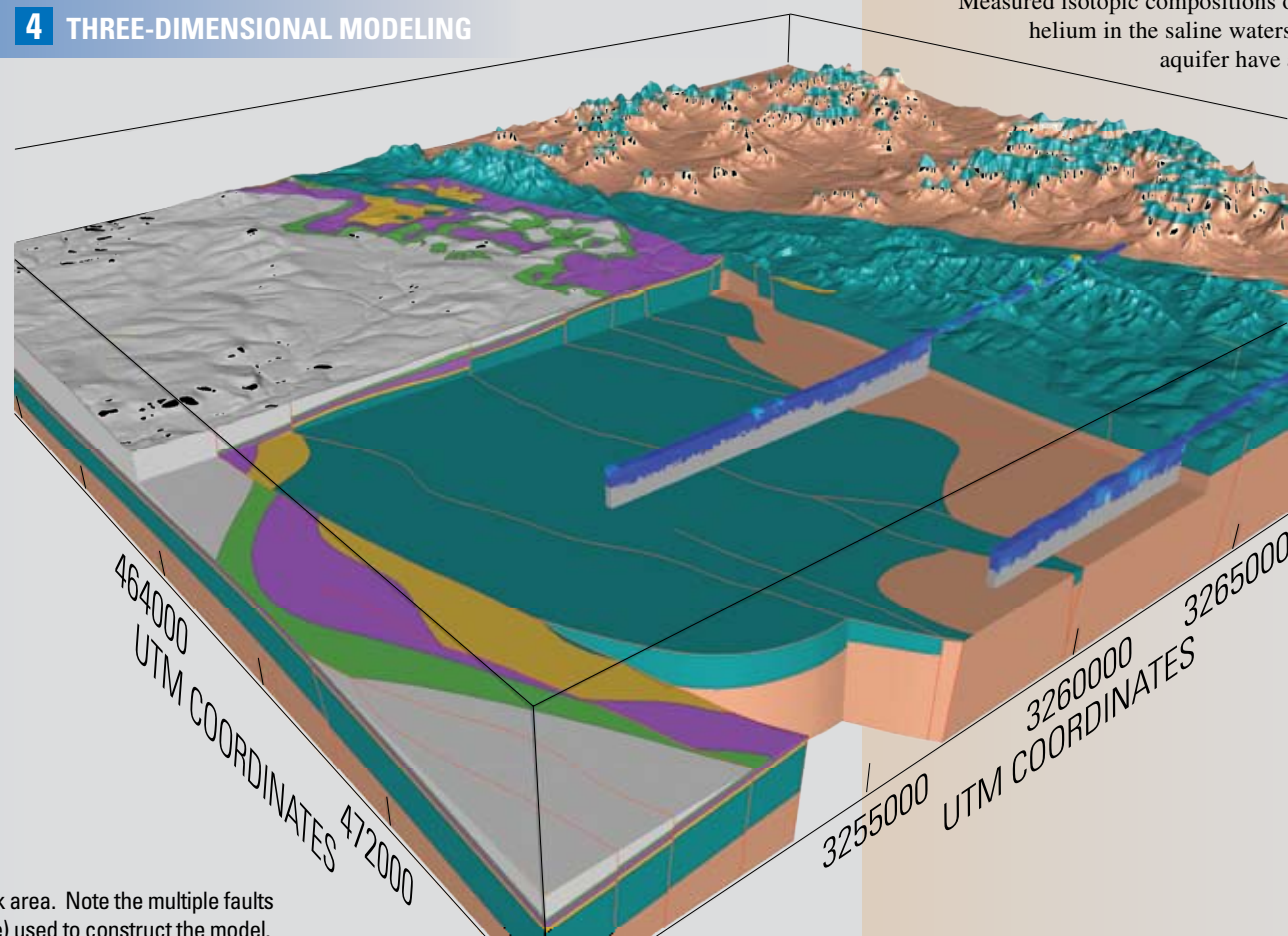 4 THREE-DIMENSIONAL MODELING
Measured isotopic compositions
helium in the saline waters
aquifer have
464000
UTM COORDINATES
472000
3255000
3260000
3265000
UTM COORDINATES
area. Note the multiple faults
used to construct the model.